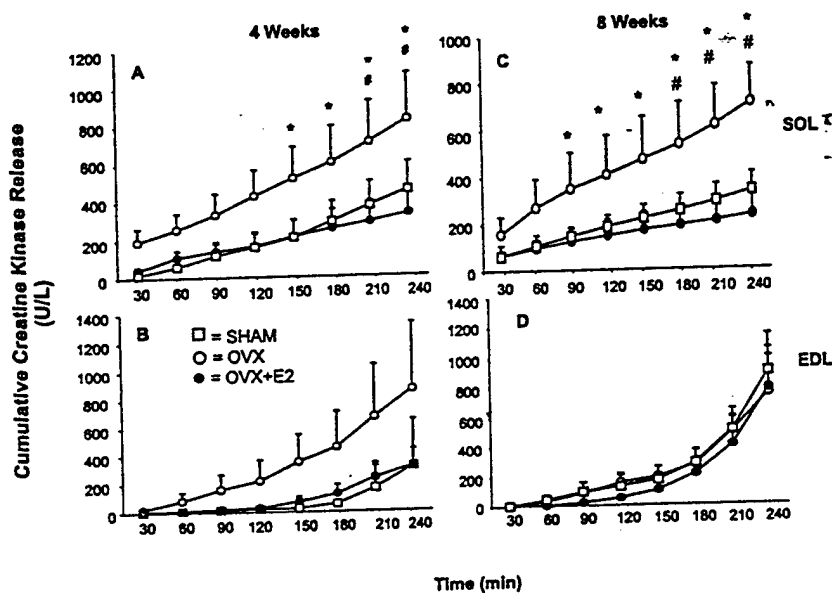 4 Weeks
8 Weeks
1200
1000
800
600
400
200
0
A
*
*
*
#
*
#
30 60 90 120 150 180 210 240
1000
800
600
400
200
0
C
*
*
*
*
#
*
#
*
#
30 60 90 120 150 180 210 240
SOL
1400
1200
1000
800
600
400
200
0
B
= SHAM
= OVX
= OVX+E2
30 60 90 120 150 180 210 240
1400
1200
1000
800
600
400
200
0
D
30 60 90 120 150 180 210 240
EDL
Cumulative Creatine Kinase Release
(U/L)
Time (min)